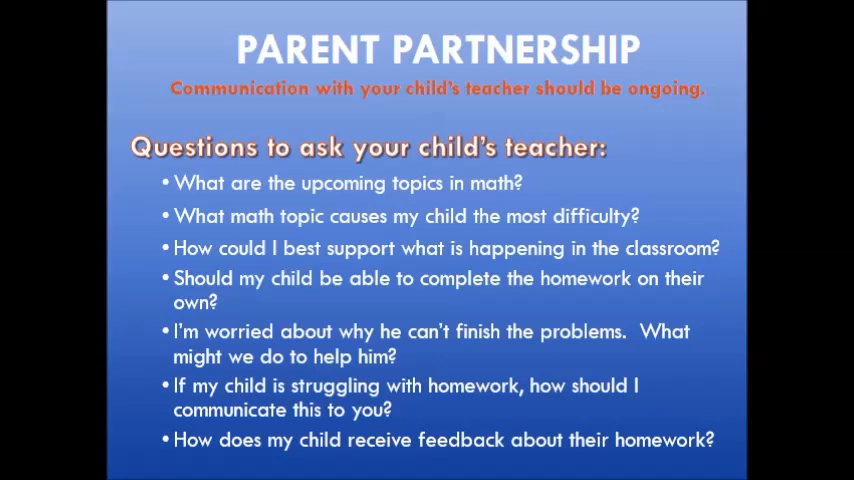 PARENT PARTNERSHIP
Communication with your child's teacher should be ongoing.
Questions to ask your child's teacher:
• What are the upcoming topics in math?
• What math topic causes my child the most difficulty?
• How could I best support what is happening in the classroom?
• Should my child be able to complete the homework on their
own?
• I'm worried about why he can't finish the problems.  What
might we do to help him?
• If my child is struggling with homework, how should I
communicate this to you?
• How does my child receive feedback about their homework?